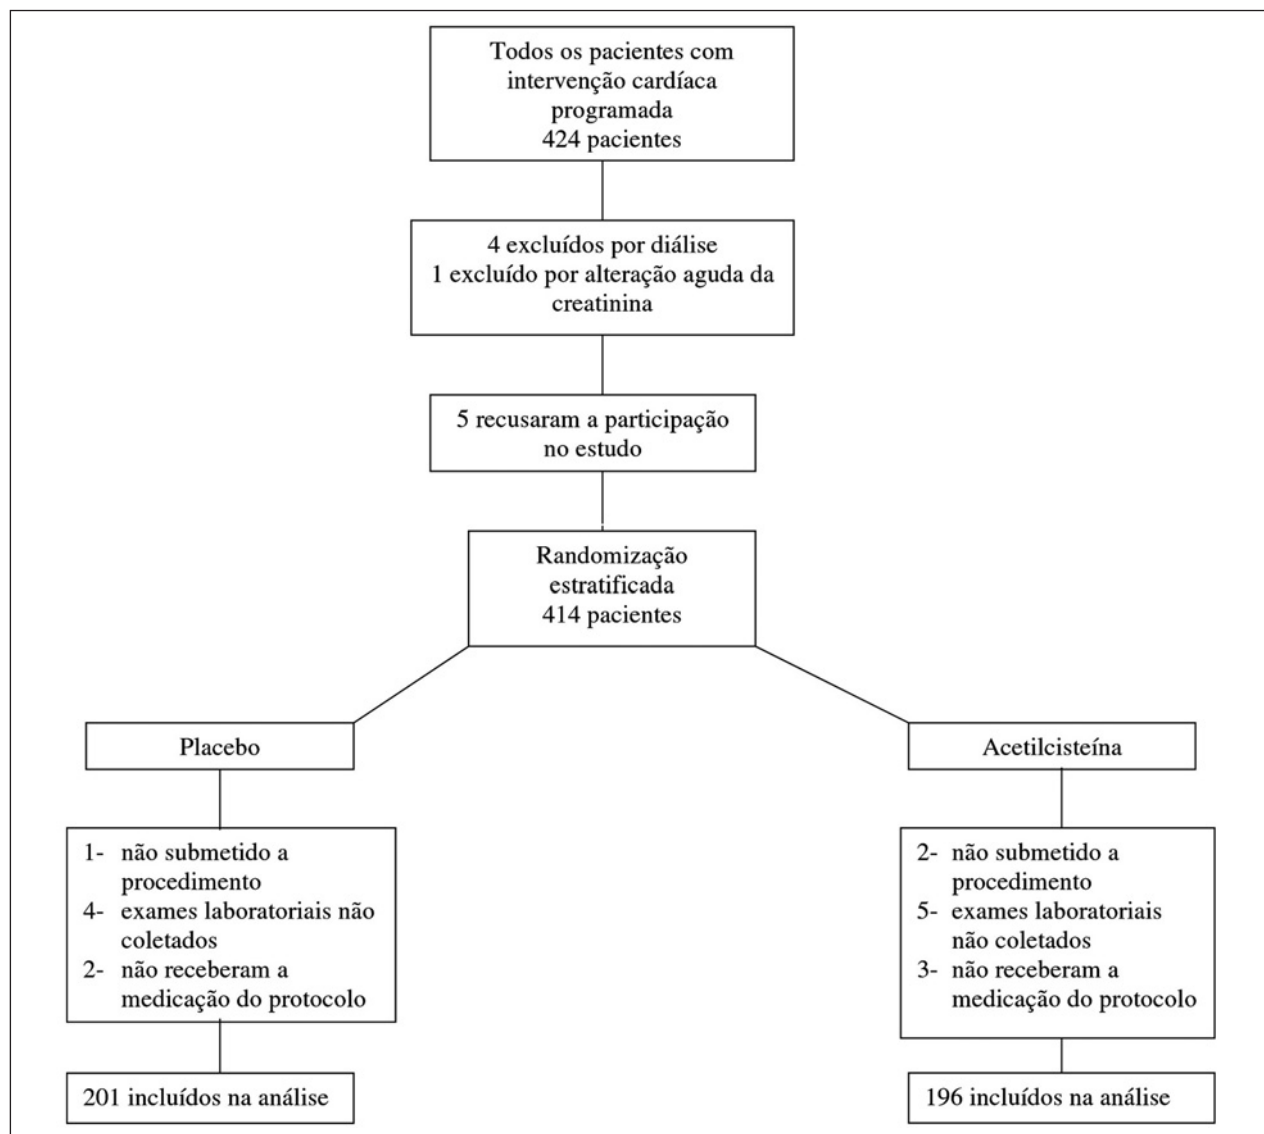 Todos os pacientes com
intervenção cardíaca
programada
424 pacientes
4 excluídos por diálise
1 excluído por alteração aguda da
creatinina
5 recusaram a participação
no estudo
Randomização
estratificada
414 pacientes
Placebo
Acetilcisteína
1- não submetido a
procedimento
4- exames laboratoriais não
coletados
2- não receberam a
medicação do protocolo
2- não submetido a
procedimento
5- exames laboratoriais
não coletados
3- não receberam a
medicação do protocolo
201 incluídos na análise
196 incluídos na análise